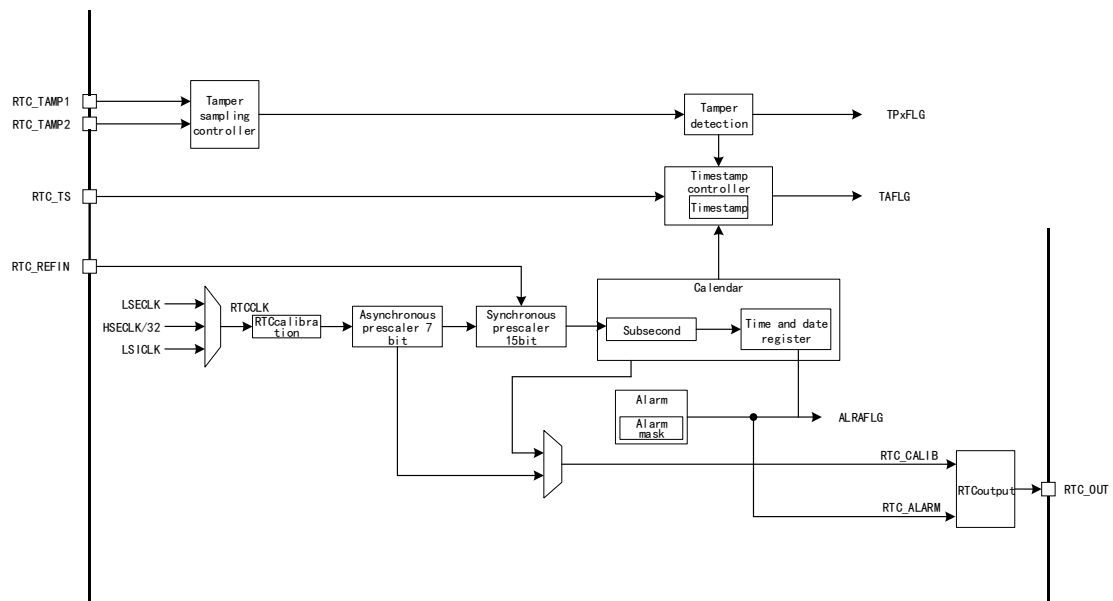 RTC_TAMP1
RTC_TAMP2
Tamper
sampling
controller
Tamper
detection
TPxFLG
RTC_TS
Timestamp
controller
Timestamp
TAFLG
RTC_REFIN
LSECLK
HSECLK/32
LSICLK
RTCCLK
RTCcalibra
tion
Asynchronous
prescaler 7
bit
Synchronous
prescaler
15bit
Calendar
Subsecond
Time and date
register
Alarm
Alarm
mask
ALRAFLG
RTC_CALIB
RTC_ALARM
RTCoutput
RTC_OUT